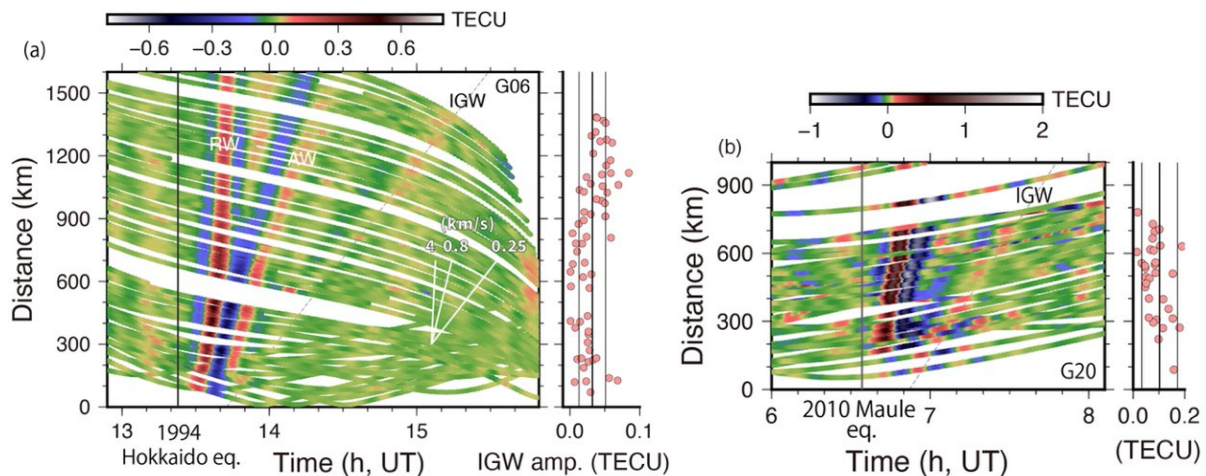 TECU
−0.6 −0.3 0.0 0.3 0.6
(a)
1500
1200
900
600
300
0
Distance (km)
G06
IGW
RW
AW
(km/s)
4 0.8 0.25
13 14 15
1994
Hokkaido eq.
Time (h, UT)
0.0 0.1
IGW amp. (TECU)
TECU
−1 0 1 2
(b)
900
600
300
0
Distance (km)
IGW
G20
6 7 8
2010 Maule
eq.
Time (h, UT)
0.0 0.1 0.2
(TECU)